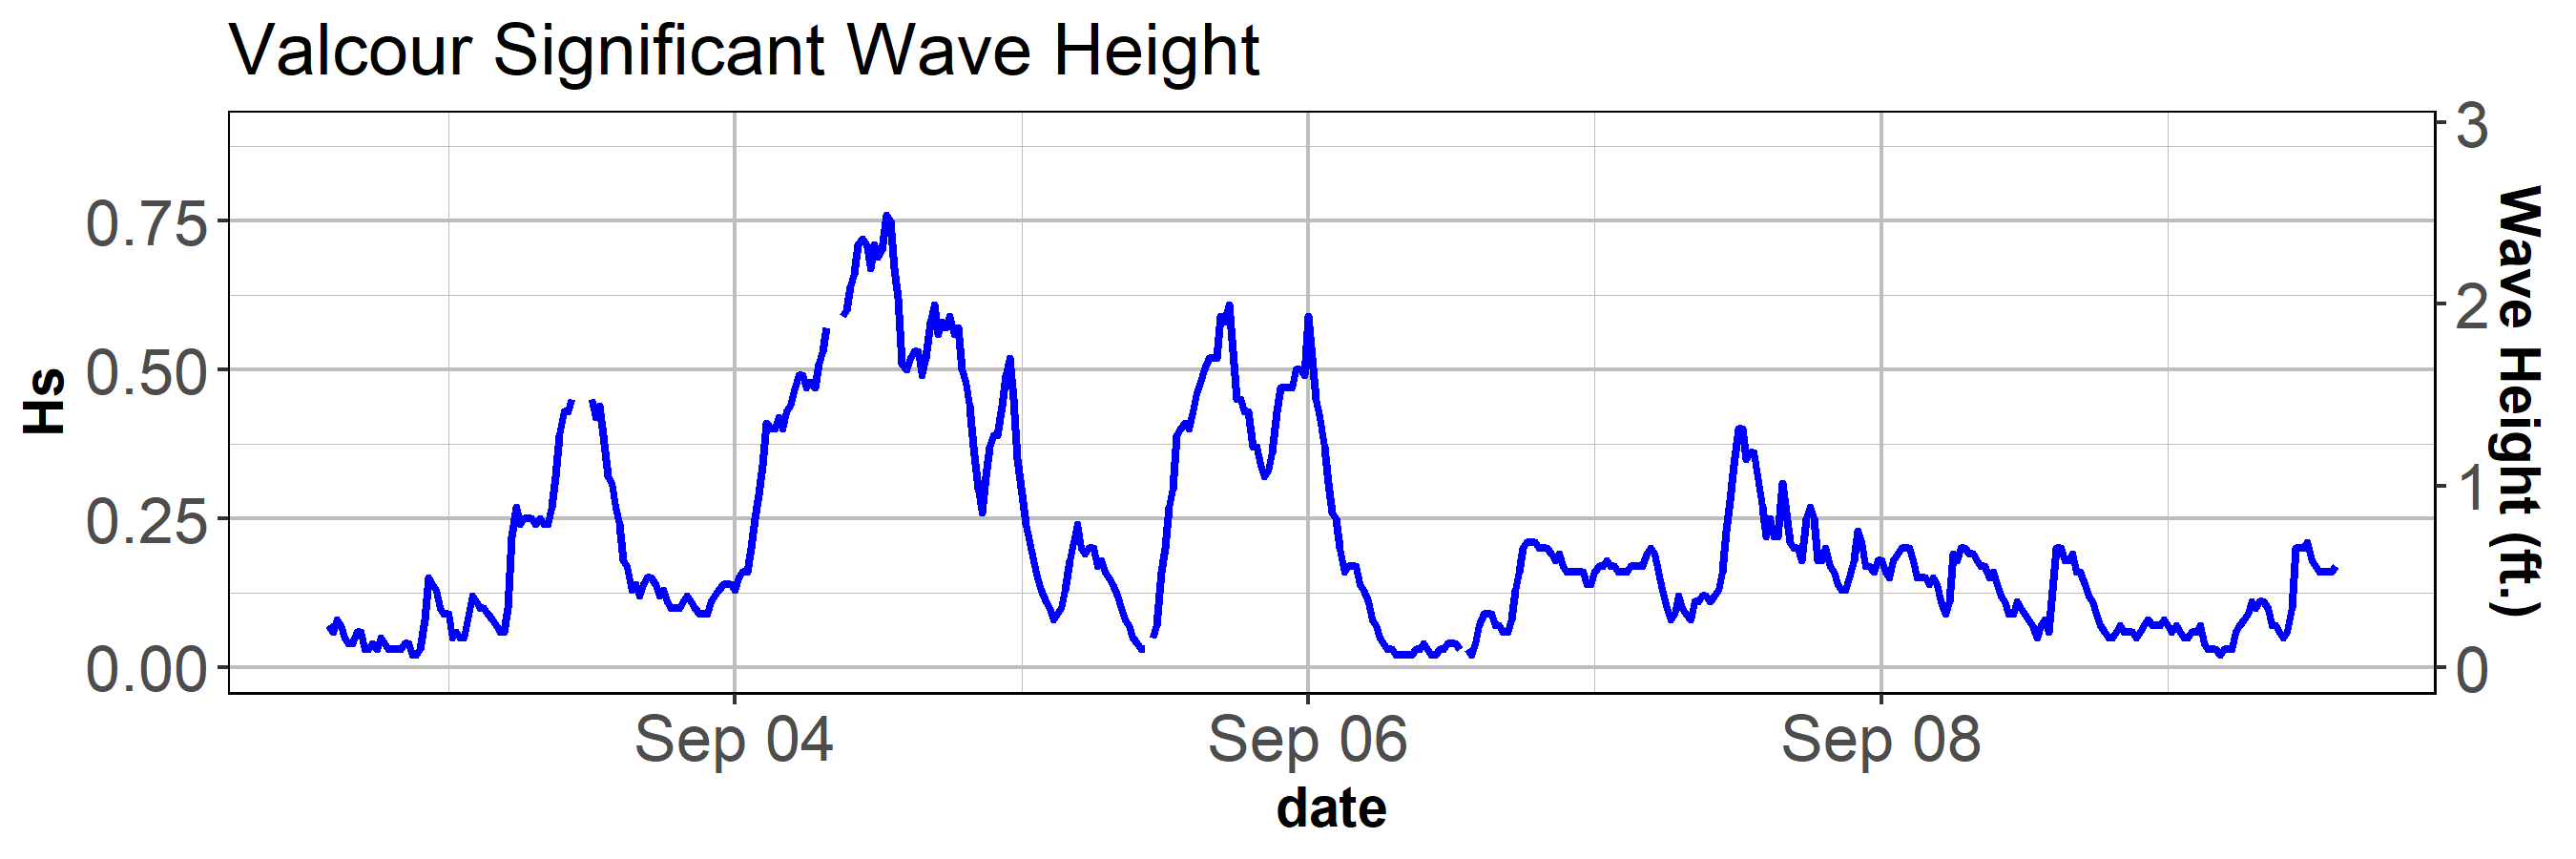 Valcour Significant Wave Height
Hs
0.75
0.50
0.25
0.00
3
2
1
0
Wave Height (ft.)
Sep 04
Sep 06
Sep 08
date